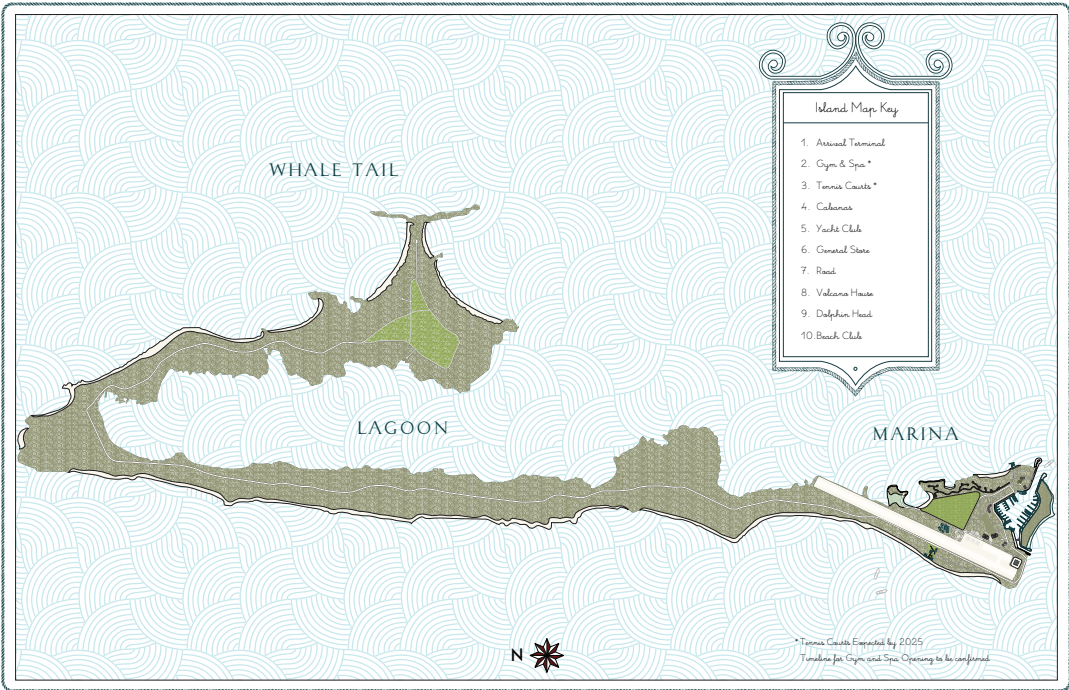 Island Map Key
1. Arrival Terminal
2. Gym & Spa *
3. Tennis Courts *
4. Cabanas
5. Yacht Club
6. General Store
7. Road
8. Volcano House
9. Dolphin Head
10. Beach Club
WHALE TAIL
LAGOON
MARINA
N
* Tennis Courts Expected by 2025
Timeline for Gym and Spa Opening to be confirmed